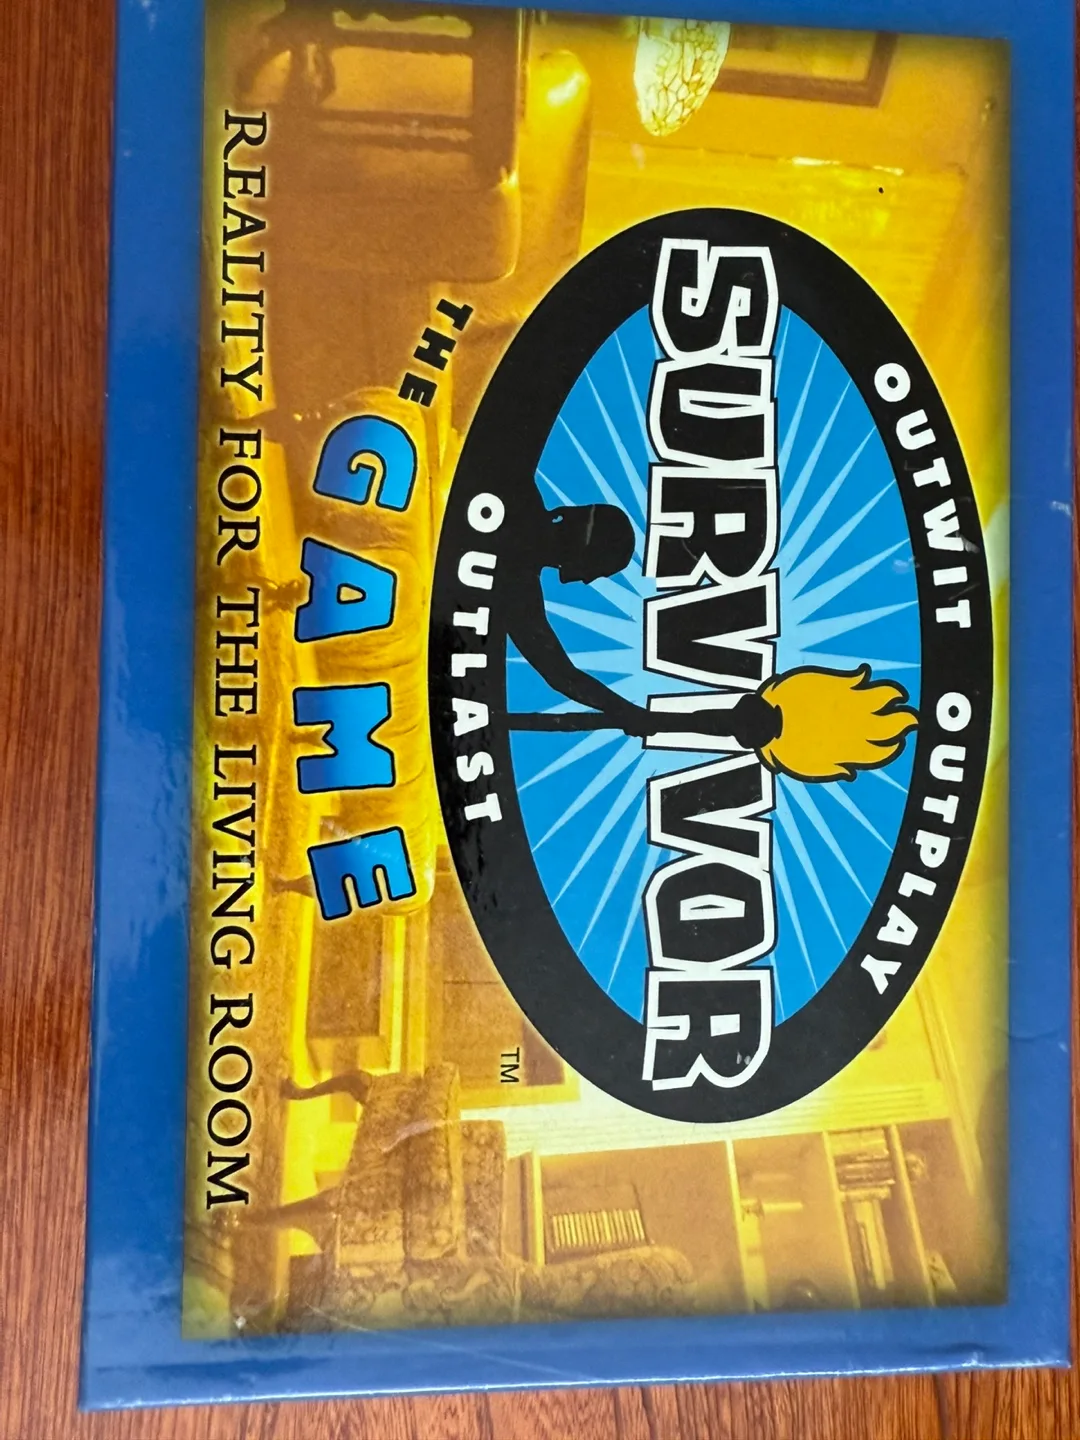 OUTWIT OUTPLAY
SURVIVOR
OUTLAST
TM
THE
GAME
REALITY FOR THE LIVING ROOM